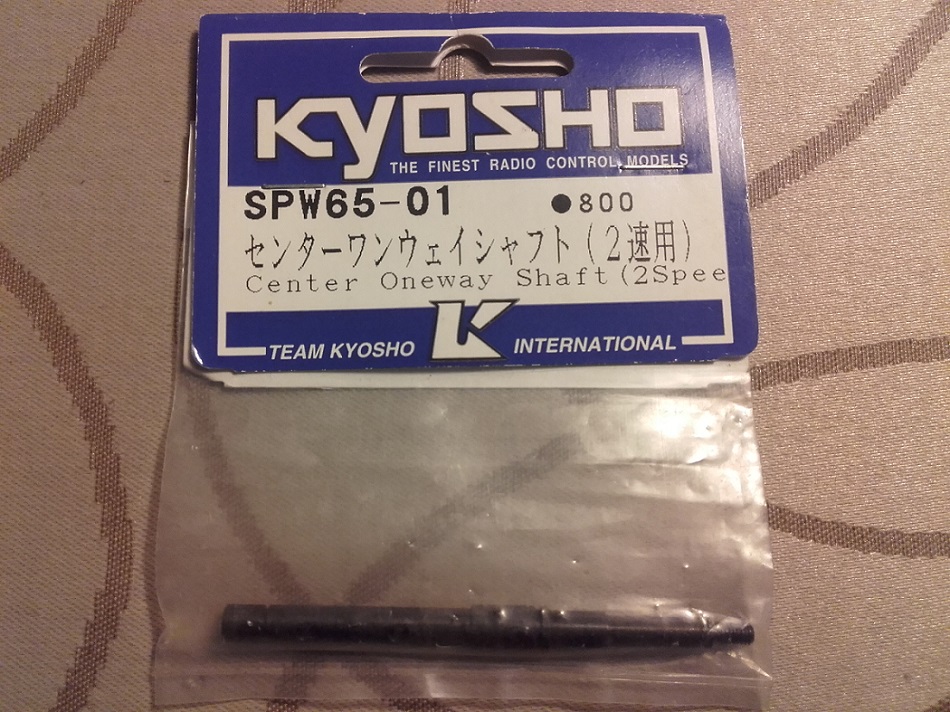 KYOSHO
THE FINEST RADIO CONTROL MODELS
SPW65-01 ●800
センターワンウェイシャフト(2速用)
Center Oneway Shaft(2Spee
TEAM KYOSHO K INTERNATIONAL